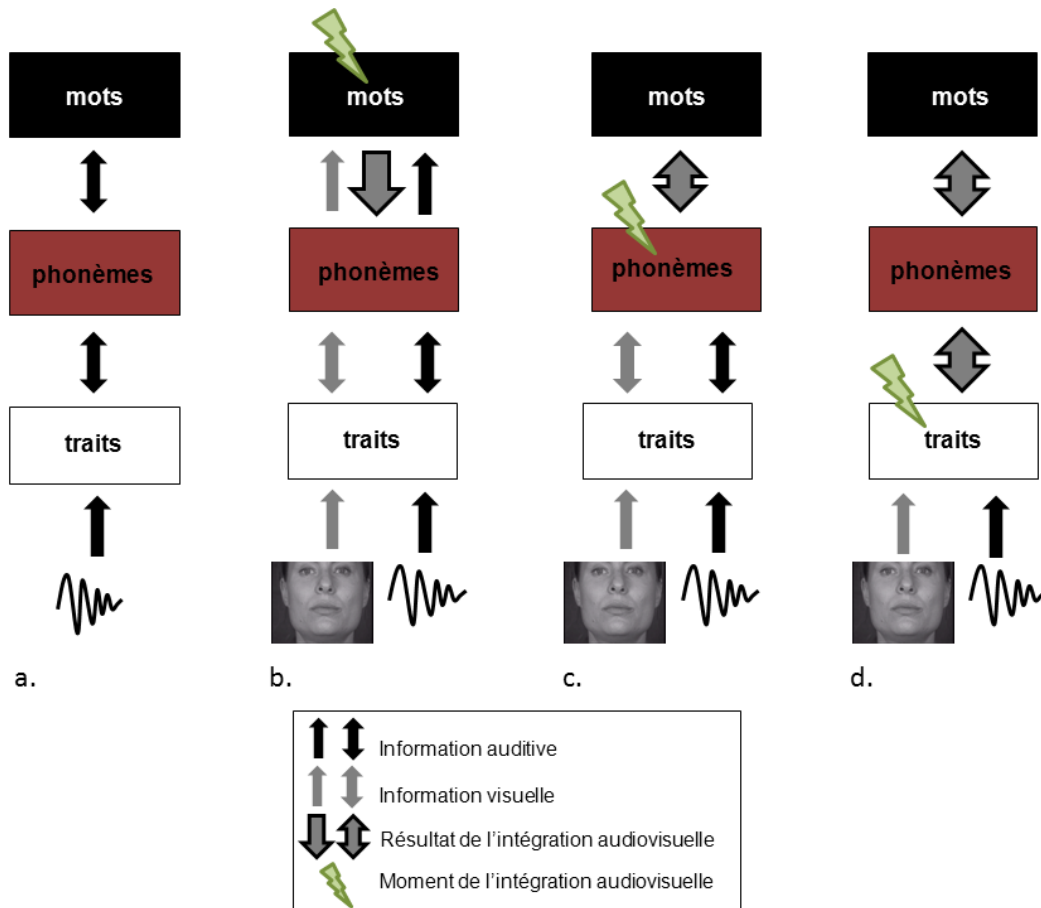 mots
mots
mots
mots
phonèmes
phonèmes
phonèmes
phonèmes
traits
traits
traits
traits
a.
b.
c.
d.
Information auditive
Information visuelle
Résultat de l'intégration audiovisuelle
Moment de l'intégration audiovisuelle